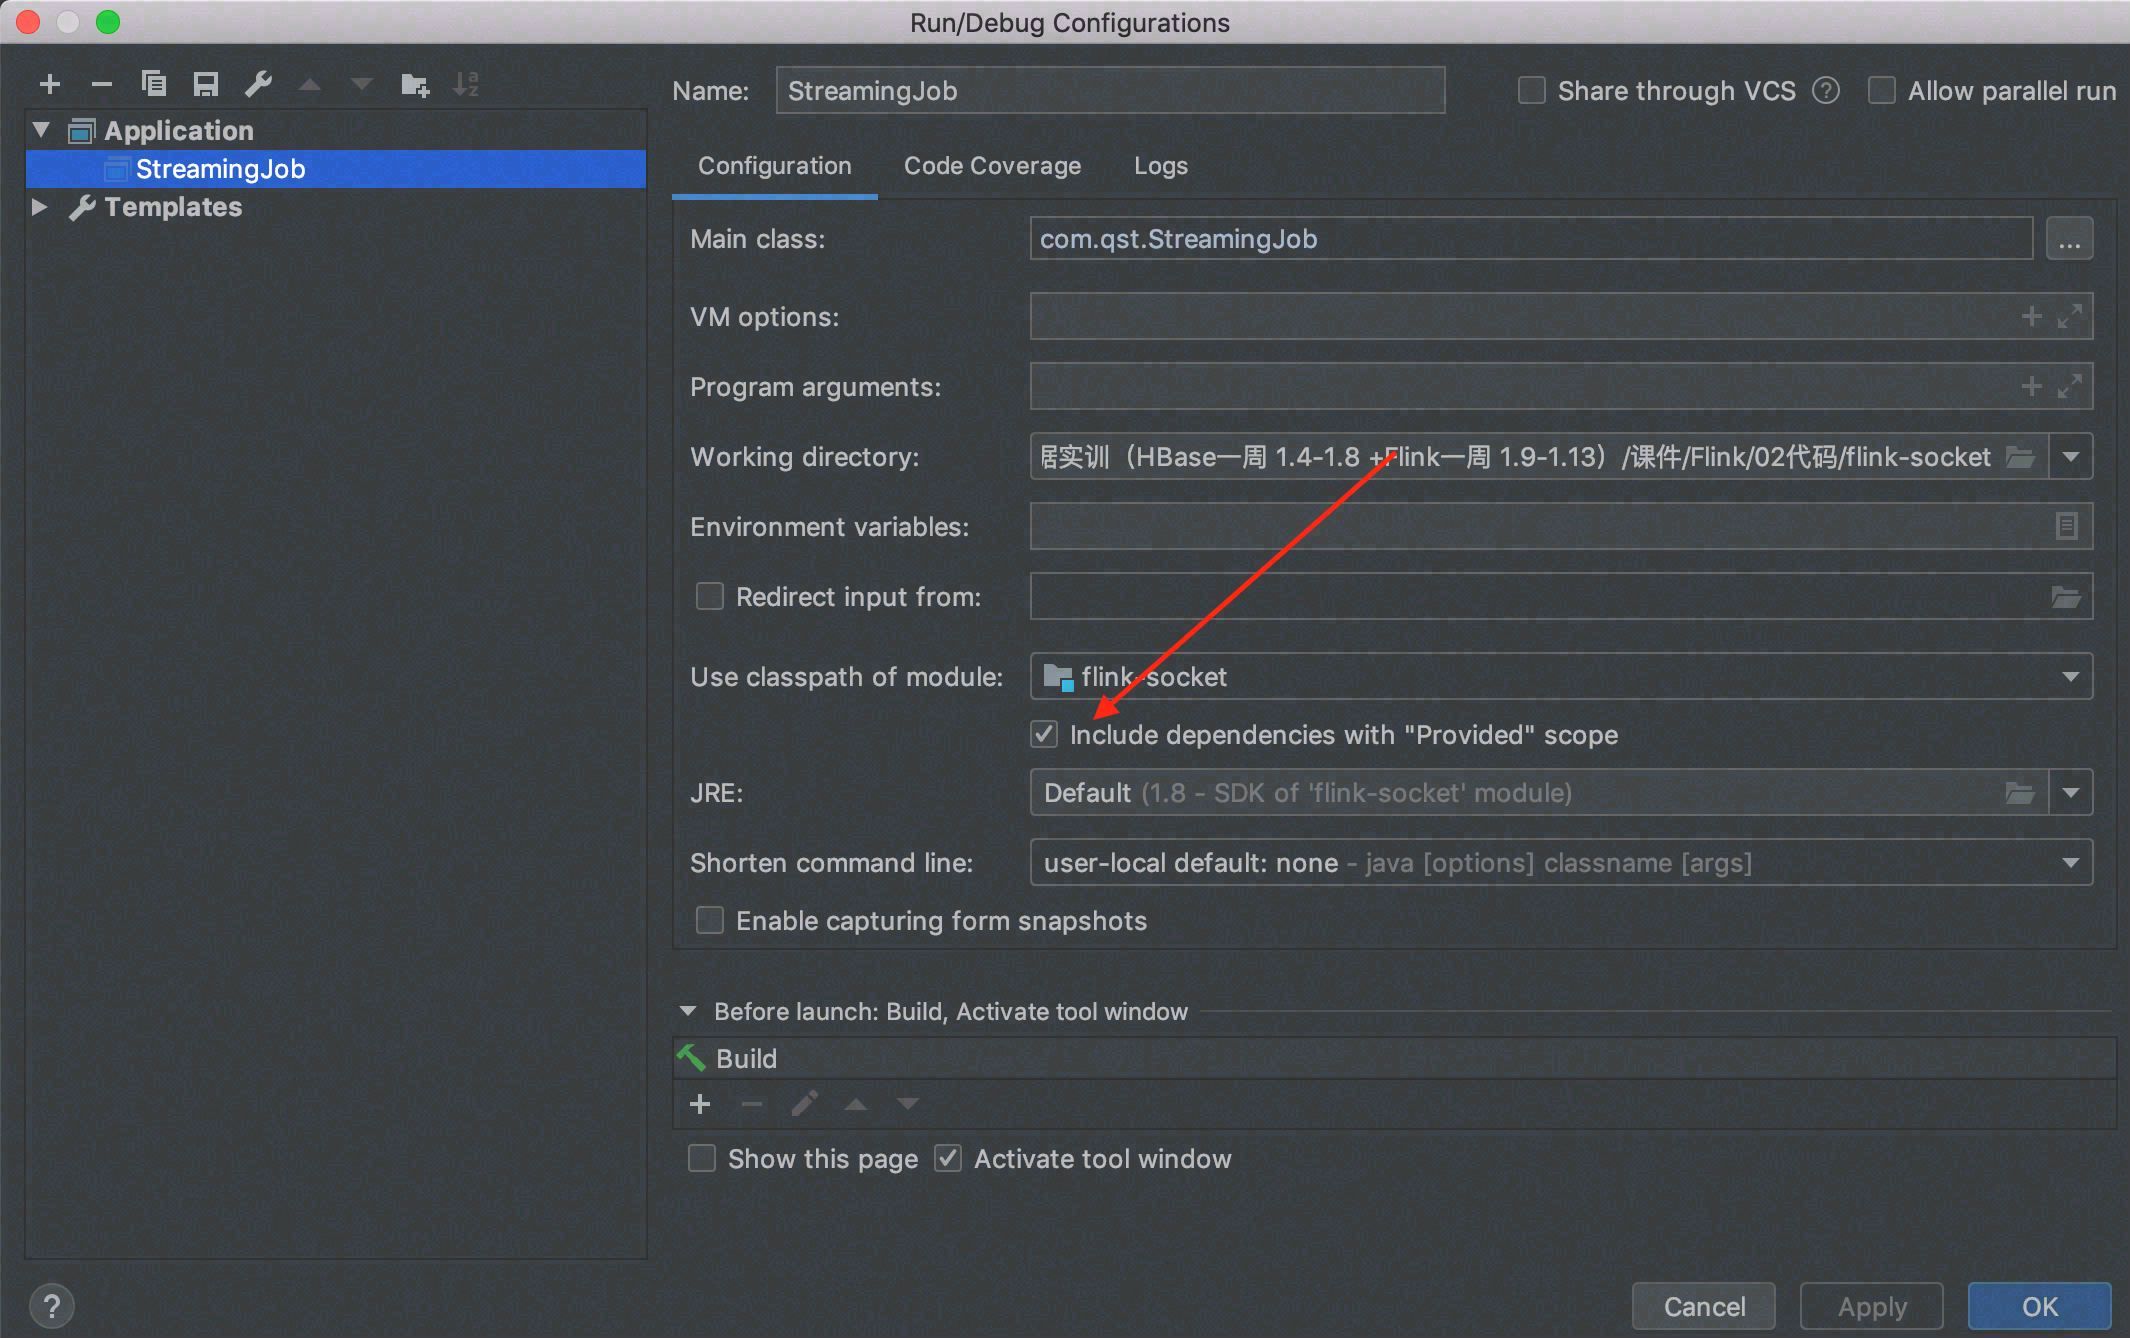 Run/Debug Configurations
Name: StreamingJob Share through VCS ? Allow parallel run
Application
StreamingJob
Templates
Configuration Code Coverage Logs
Main class: com.qst.StreamingJob ...
VM options:
Program arguments:
Working directory: 实训（HBase一周 1.4-1.8 +Flink一周 1.9-1.13）/课件/Flink/02代码/flink-socket
Environment variables:
Redirect input from:
Use classpath of module: flink-socket
Include dependencies with "Provided" scope
JRE: Default (1.8 - SDK of 'flink-socket' module)
Shorten command line: user-local default: none - java [options] classname [args]
Enable capturing form snapshots
Before launch: Build, Activate tool window
Build
Show this page Activate tool window
? Cancel Apply OK